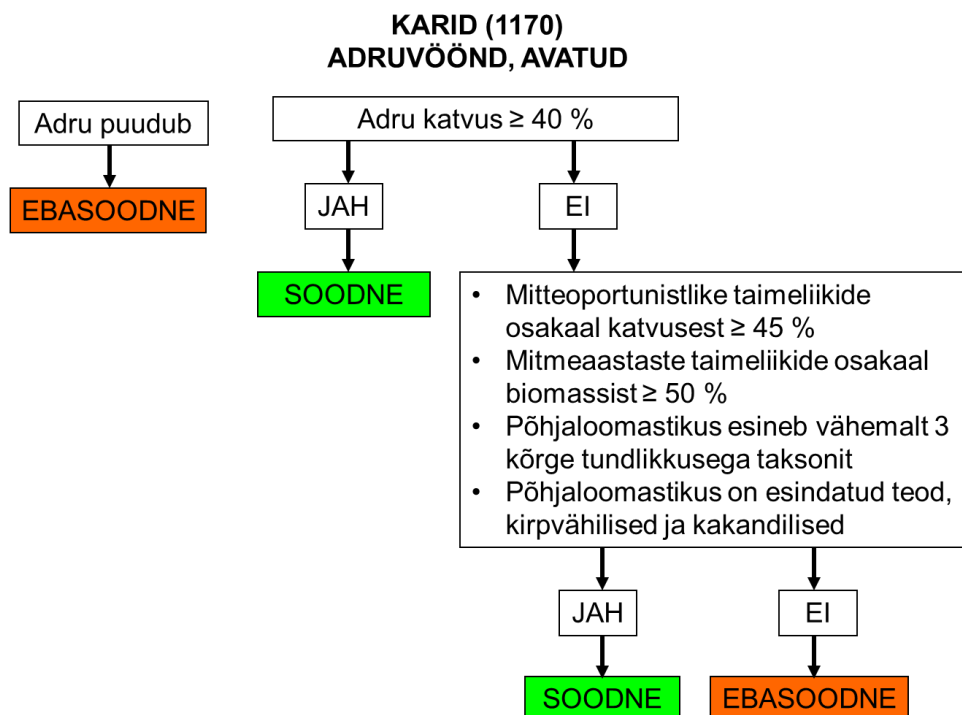 KARID (1170)
ADRUVÖÖND, AVATUD
Adru puudub
EBASOODNE
Adru katvus ≥ 40 %
JAH
EI
SOODNE
• Mitteoportunistlike taimeliikide
osakaal katvusest ≥ 45 %
• Mitmeaastaste taimeliikide osakaal
biomassist ≥ 50 %
• Põhjaloomastikus esineb vähemalt 3
kõrge tundlikkusega taksonit
• Põhjaloomastikus on esindatud teod,
kirpvähilised ja kakandilised
JAH
EI
SOODNE
EBASOODNE